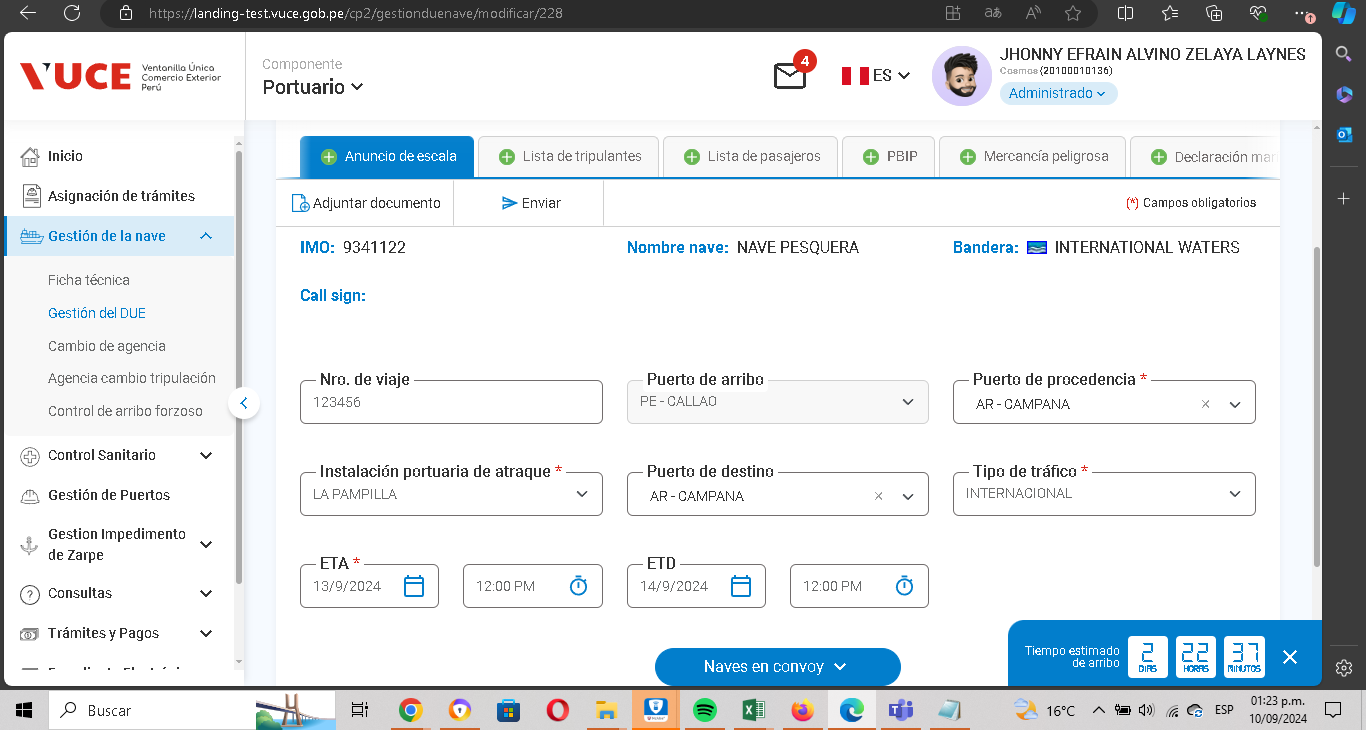 https://landing-test.vuce.gob.pe/cp2/gestionduenave/modificar/228
VUCE Ventanilla Única
Comercio Exterior
Perú
Componente
Portuario
4
ES
JHONNY EFRAIN ALVINO ZELAYA LAYNES
Cosmos (20100010136)
Administrado
Inicio
Asignación de trámites
Gestión de la nave
Ficha técnica
Gestión del DUE
Cambio de agencia
Agencia cambio tripulación
Control de arribo forzoso
Control Sanitario
Gestión de Puertos
Gestion Impedimento
de Zarpe
Consultas
Trámites y Pagos
Anuncio de escala
Lista de tripulantes
Lista de pasajeros
PBIP
Mercancía peligrosa
Declaración mar
Adjuntar documento
Enviar
(*) Campos obligatorios
IMO: 9341122
Nombre nave: NAVE PESQUERA
Bandera: INTERNATIONAL WATERS
Call sign:
Nro. de viaje
123456
Puerto de arribo
PE - CALLAO
Puerto de procedencia *
AR - CAMPANA
Instalación portuaria de atraque *
LA PAMPILLA
Puerto de destino
AR - CAMPANA
Tipo de tráfico *
INTERNACIONAL
ETA *
13/9/2024
12:00 PM
ETD
14/9/2024
12:00 PM
Naves en convoy
Tiempo estimado
de arribo
2
DIAS
22
HORAS
37
MINUTOS
Buscar
16°C
ESP
01:23 p.m.
10/09/2024